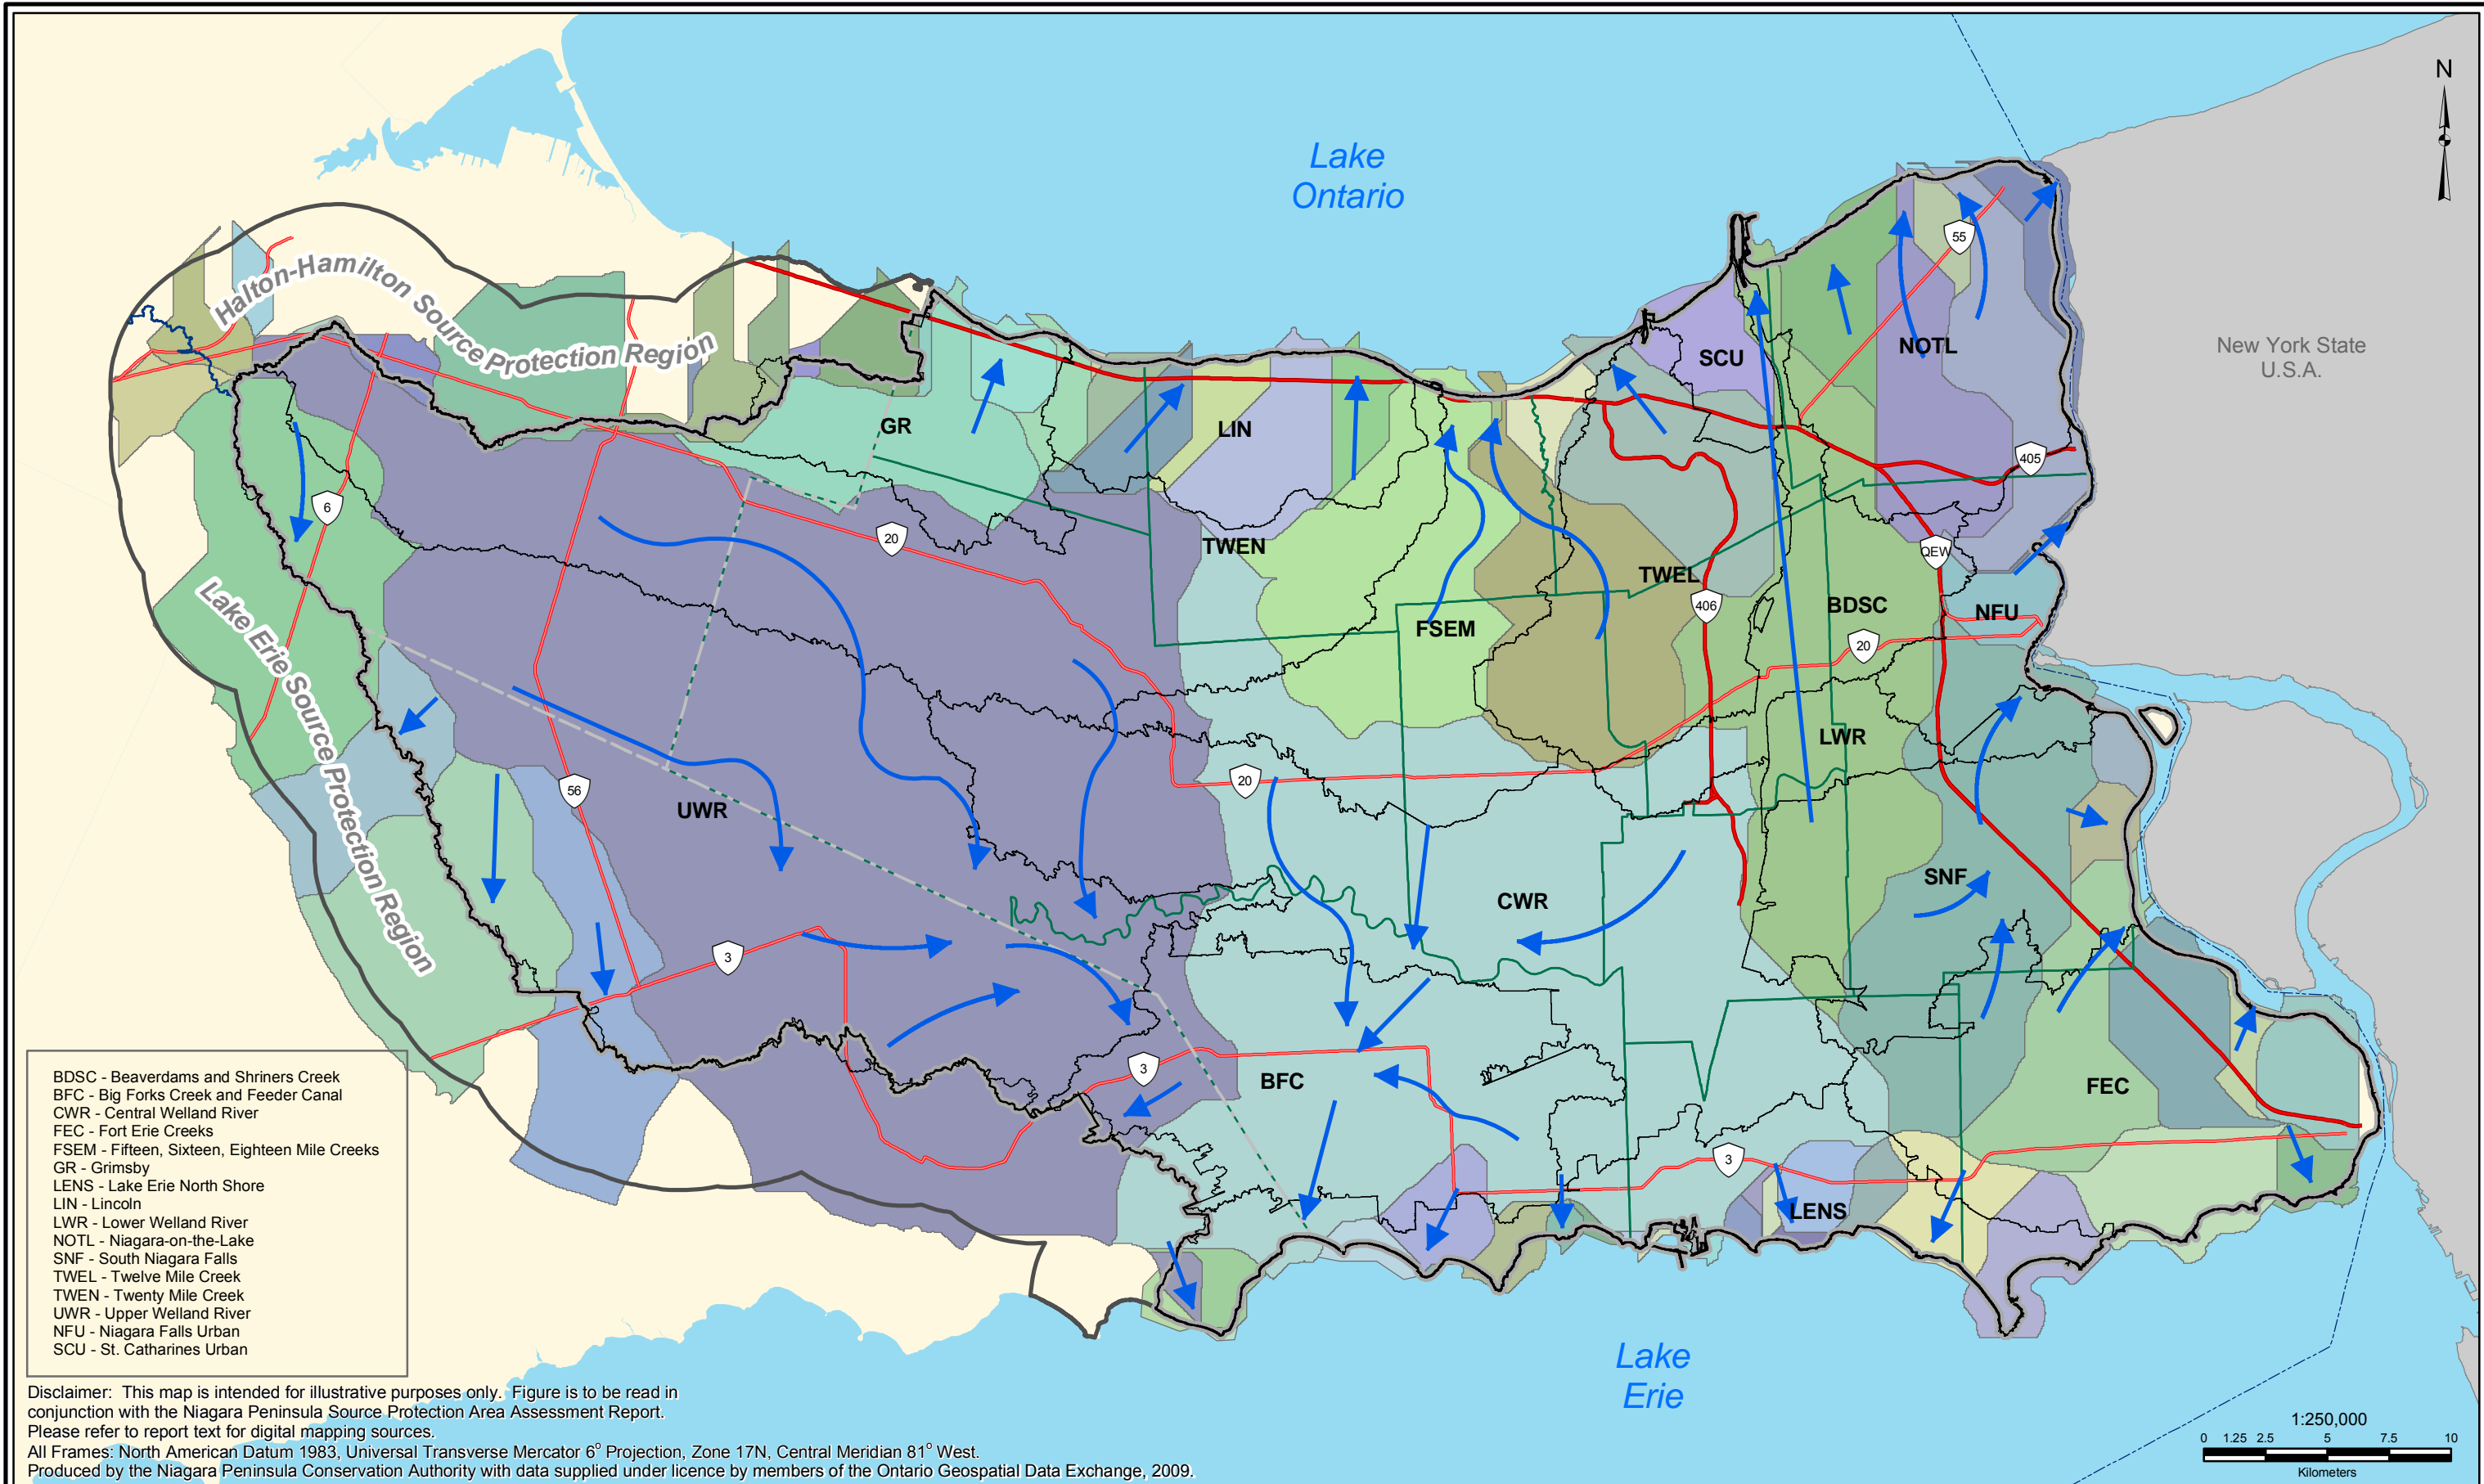 N
Lake
Ontario
New York State
U.S.A.
Halton-Hamilton Source Protection Region
Lake Erie Source Protection Region
55
NOTL
SCU
GR
LIN
405
6
20
TWEN
QEW
TWEL
406
BDSC
NFU
FSEM
20
LWR
20
56
UWR
SNF
CWR
3
3
BFC
FEC
3
LENS
BDSC - Beaverdams and Shriners Creek
BFC - Big Forks Creek and Feeder Canal
CWR - Central Welland River
FEC - Fort Erie Creeks
FSEM - Fifteen, Sixteen, Eighteen Mile Creeks
GR - Grimsby
LENS - Lake Erie North Shore
LIN - Lincoln
LWR - Lower Welland River
NOTL - Niagara-on-the-Lake
SNF - South Niagara Falls
TWEL - Twelve Mile Creek
TWEN - Twenty Mile Creek
UWR - Upper Welland River
NFU - Niagara Falls Urban
SCU - St. Catharines Urban
Lake
Erie
Disclaimer: This map is intended for illustrative purposes only. Figure is to be read in
conjunction with the Niagara Peninsula Source Protection Area Assessment Report.
Please refer to report text for digital mapping sources.
All Frames: North American Datum 1983, Universal Transverse Mercator 6° Projection, Zone 17N, Central Meridian 81° West.
Produced by the Niagara Peninsula Conservation Authority with data supplied under licence by members of the Ontario Geospatial Data Exchange, 2009.
1:250,000
0 1.25 2.5 5 7.5 10
Kilometers